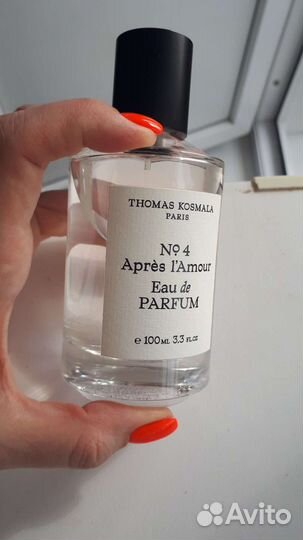 THOMAS KOSMALA
PARIS
Nº 4
Après l'Amour
Eau de
PARFUM
e 100ML 3.3 FL OZ
Avito